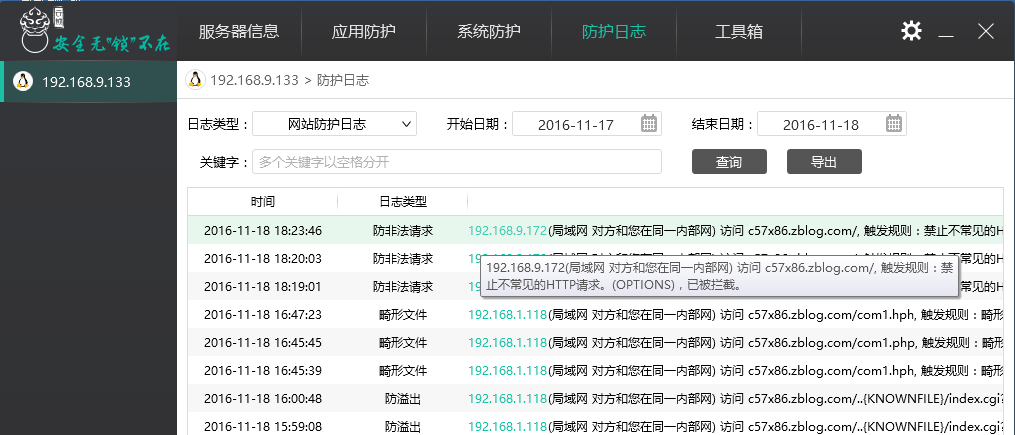 安全无"锁"不在
服务器信息 应用防护 系统防护 防护日志 工具箱
192.168.9.133
192.168.9.133 > 防护日志
日志类型： 网站防护日志 开始日期： 2016-11-17 结束日期： 2016-11-18
关键字： 多个关键字以空格分开 查询 导出
时间 日志类型
2016-11-18 18:23:46 防非法请求 192.168.9.172(局域网 对方和您在同一内部网) 访问 c57x86.zblog.com/, 触发规则：禁止不常见的H
2016-11-18 18:20:03 防非法请求
192.168.9.172(局域网 对方和您在同一内部网) 访问 c57x86.zblog.com/, 触发规则：禁
止不常见的HTTP请求。(OPTIONS)，已被拦截。
2016-11-18 18:19:01 防非法请求
2016-11-18 16:47:23 畸形文件 192.168.1.118(局域网 对方和您在同一内部网) 访问 c57x86.zblog.com/com1.hph, 触发规则：畸形
2016-11-18 16:45:45 畸形文件 192.168.1.118(局域网 对方和您在同一内部网) 访问 c57x86.zblog.com/com1.php, 触发规则：畸形
2016-11-18 16:45:39 畸形文件 192.168.1.118(局域网 对方和您在同一内部网) 访问 c57x86.zblog.com/com1.hph, 触发规则：畸形
2016-11-18 16:00:48 防溢出 192.168.1.118(局域网 对方和您在同一内部网) 访问 c57x86.zblog.com/..{KNOWNFILE}/index.cgi?
2016-11-18 15:59:08 防溢出 192.168.1.118(局域网 对方和您在同一内部网) 访问 c57x86.zblog.com/..{KNOWNFILE}/index.cgi?